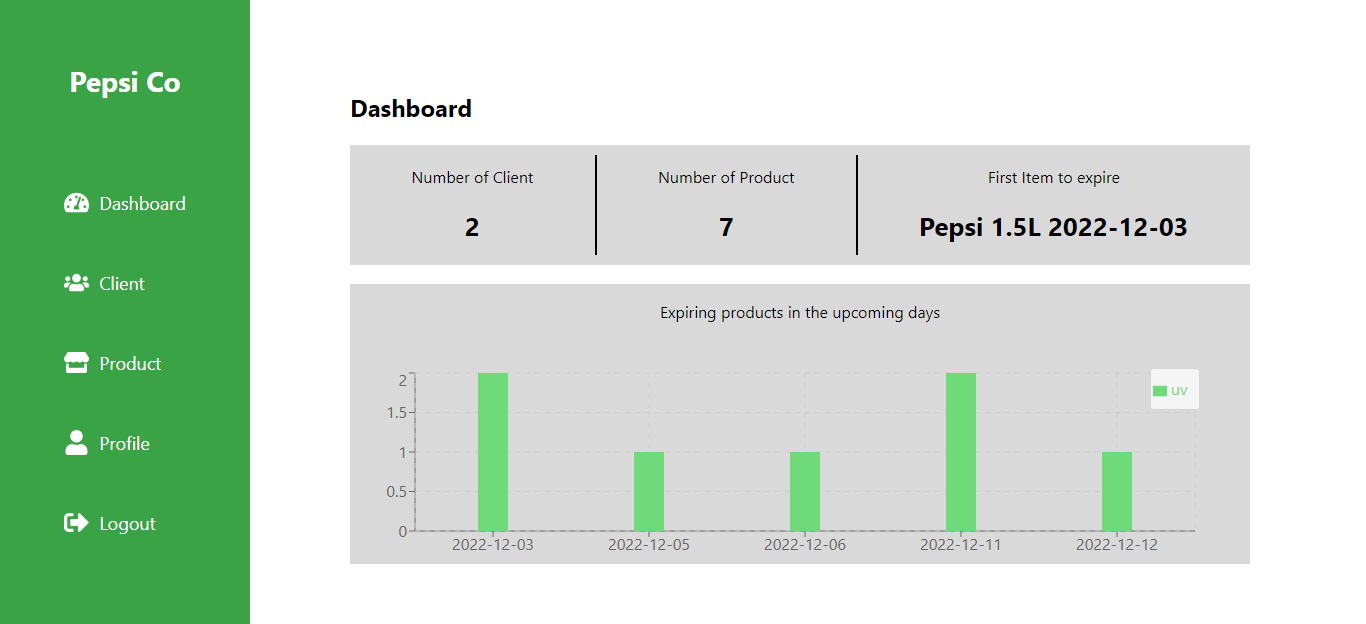 Pepsi Co
Dashboard
Client
Product
Profile
Logout
Dashboard
Number of Client
2
Number of Product
7
First Item to expire
Pepsi 1.5L 2022-12-03
Expiring products in the upcoming days
uv
2
1.5
1
0.5
0
2022-12-03 2022-12-05 2022-12-06 2022-12-11 2022-12-12